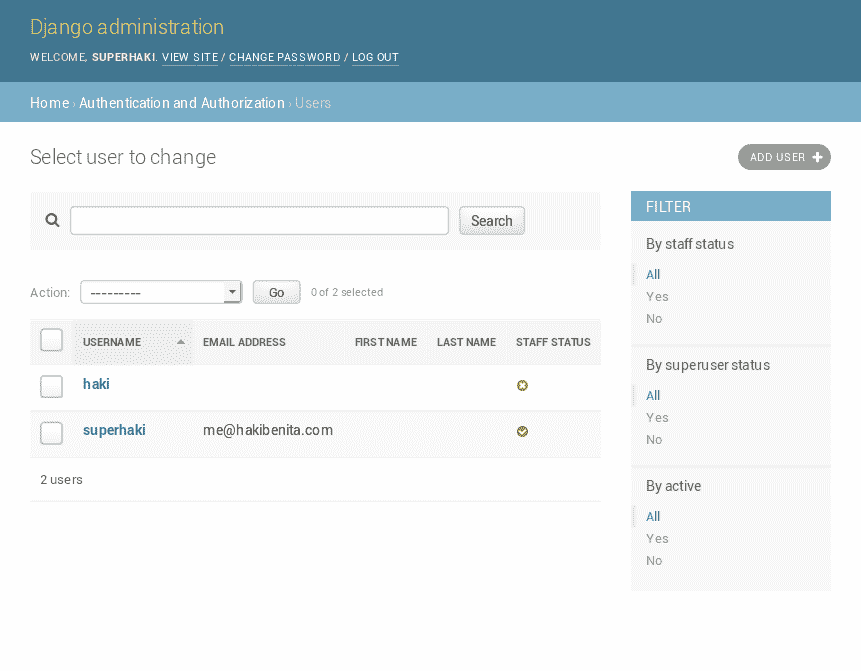 Django administration
WELCOME, SUPERHAKI. VIEW SITE / CHANGE PASSWORD / LOG OUT
Home › Authentication and Authorization › Users
Select user to change
ADD USER +
Search
Action: --------- Go 0 of 2 selected
USERNAME EMAIL ADDRESS FIRST NAME LAST NAME STAFF STATUS
haki
superhaki me@hakibenita.com
2 users
FILTER
By staff status
All
Yes
No
By superuser status
All
Yes
No
By active
All
Yes
No